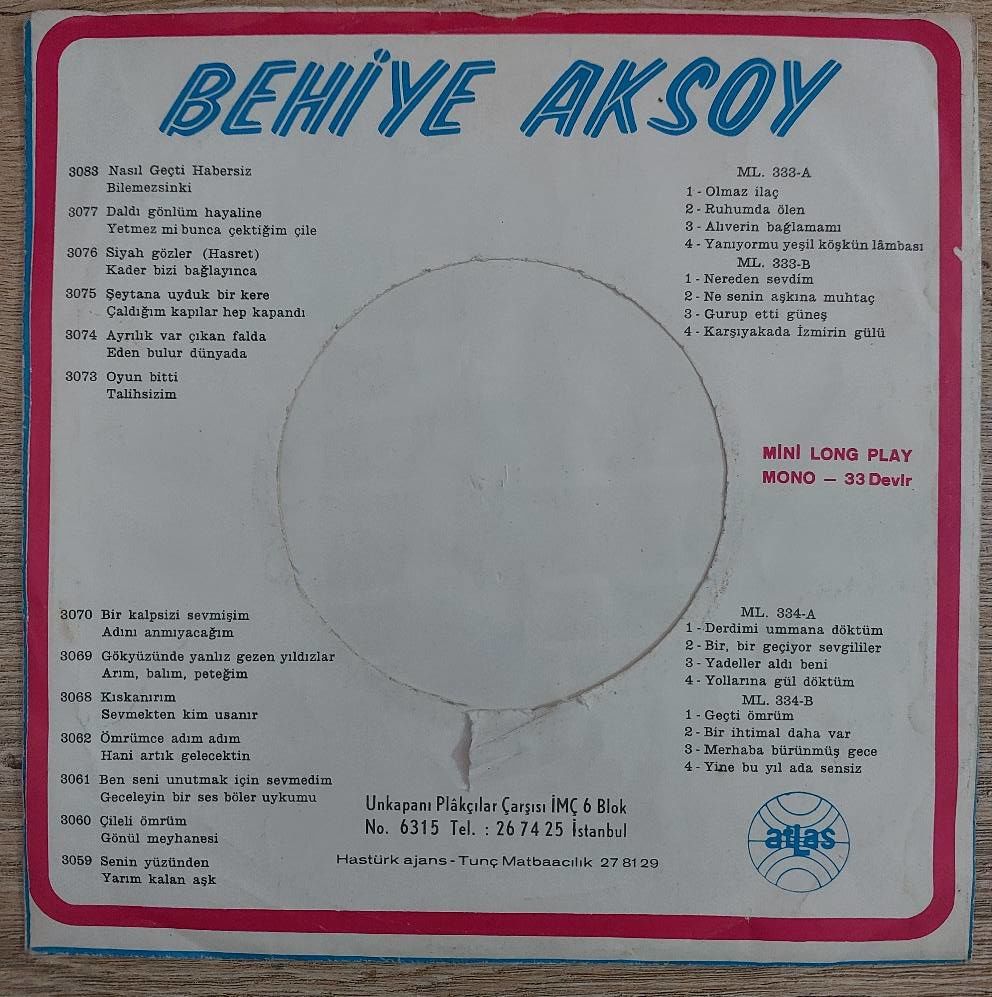 BEHİYE AKSOY
3083 Nasıl Geçti Habersiz
Bilemezsinki
3077 Daldı gönlüm hayaline
Yetmez mi bunca çektiğim çile
3076 Siyah gözler (Hasret)
Kader bizi bağlayınca
3075 Şeytana uyduk bir kere
Çaldığım kapılar hep kapandı
3074 Ayrılık var çıkan falda
Eden bulur dünyada
3073 Oyun bitti
Talihsizim
3070 Bir kalpsizi sevmişim
Adını anmıyacağım
3069 Gökyüzünde yanlız gezen yıldızlar
Arım, balım, peteğim
3068 Kıskanırım
Sevmekten kim usanır
3062 Ömrümce adım adım
Hani artık gelecektin
3061 Ben seni unutmak için sevmedim
Geceleyin bir ses böler uykumu
3060 Çileli ömrüm
Gönül meyhanesi
3059 Senin yüzünden
Yarım kalan aşk
ML. 333-A
1 - Olmaz ilaç
2 - Ruhumda ölen
3 - Alıverin bağlamamı
4 - Yanıyormu yeşil köşkün lâmbası
ML. 333-B
1 - Nereden sevdim
2 - Ne senin aşkına muhtaç
3 - Gurup etti güneş
4 - Karşıyakada İzmirin gülü
MİNİ LONG PLAY
MONO — 33 Devir
ML. 334-A
1 - Derdimi ummana döktüm
2 - Bir, bir geçiyor sevgililer
3 - Yadeller aldı beni
4 - Yollarına gül döktüm
ML. 334-B
1 - Geçti ömrüm
2 - Bir ihtimal daha var
3 - Merhaba bürünmüş gece
4 - Yine bu yıl ada sensiz
Unkapanı Plâkçılar Çarşısı İMÇ 6 Blok
No. 6315 Tel. : 26 74 25 İstanbul
Hastürk ajans - Tunç Matbaacılık 27 81 29
atlas